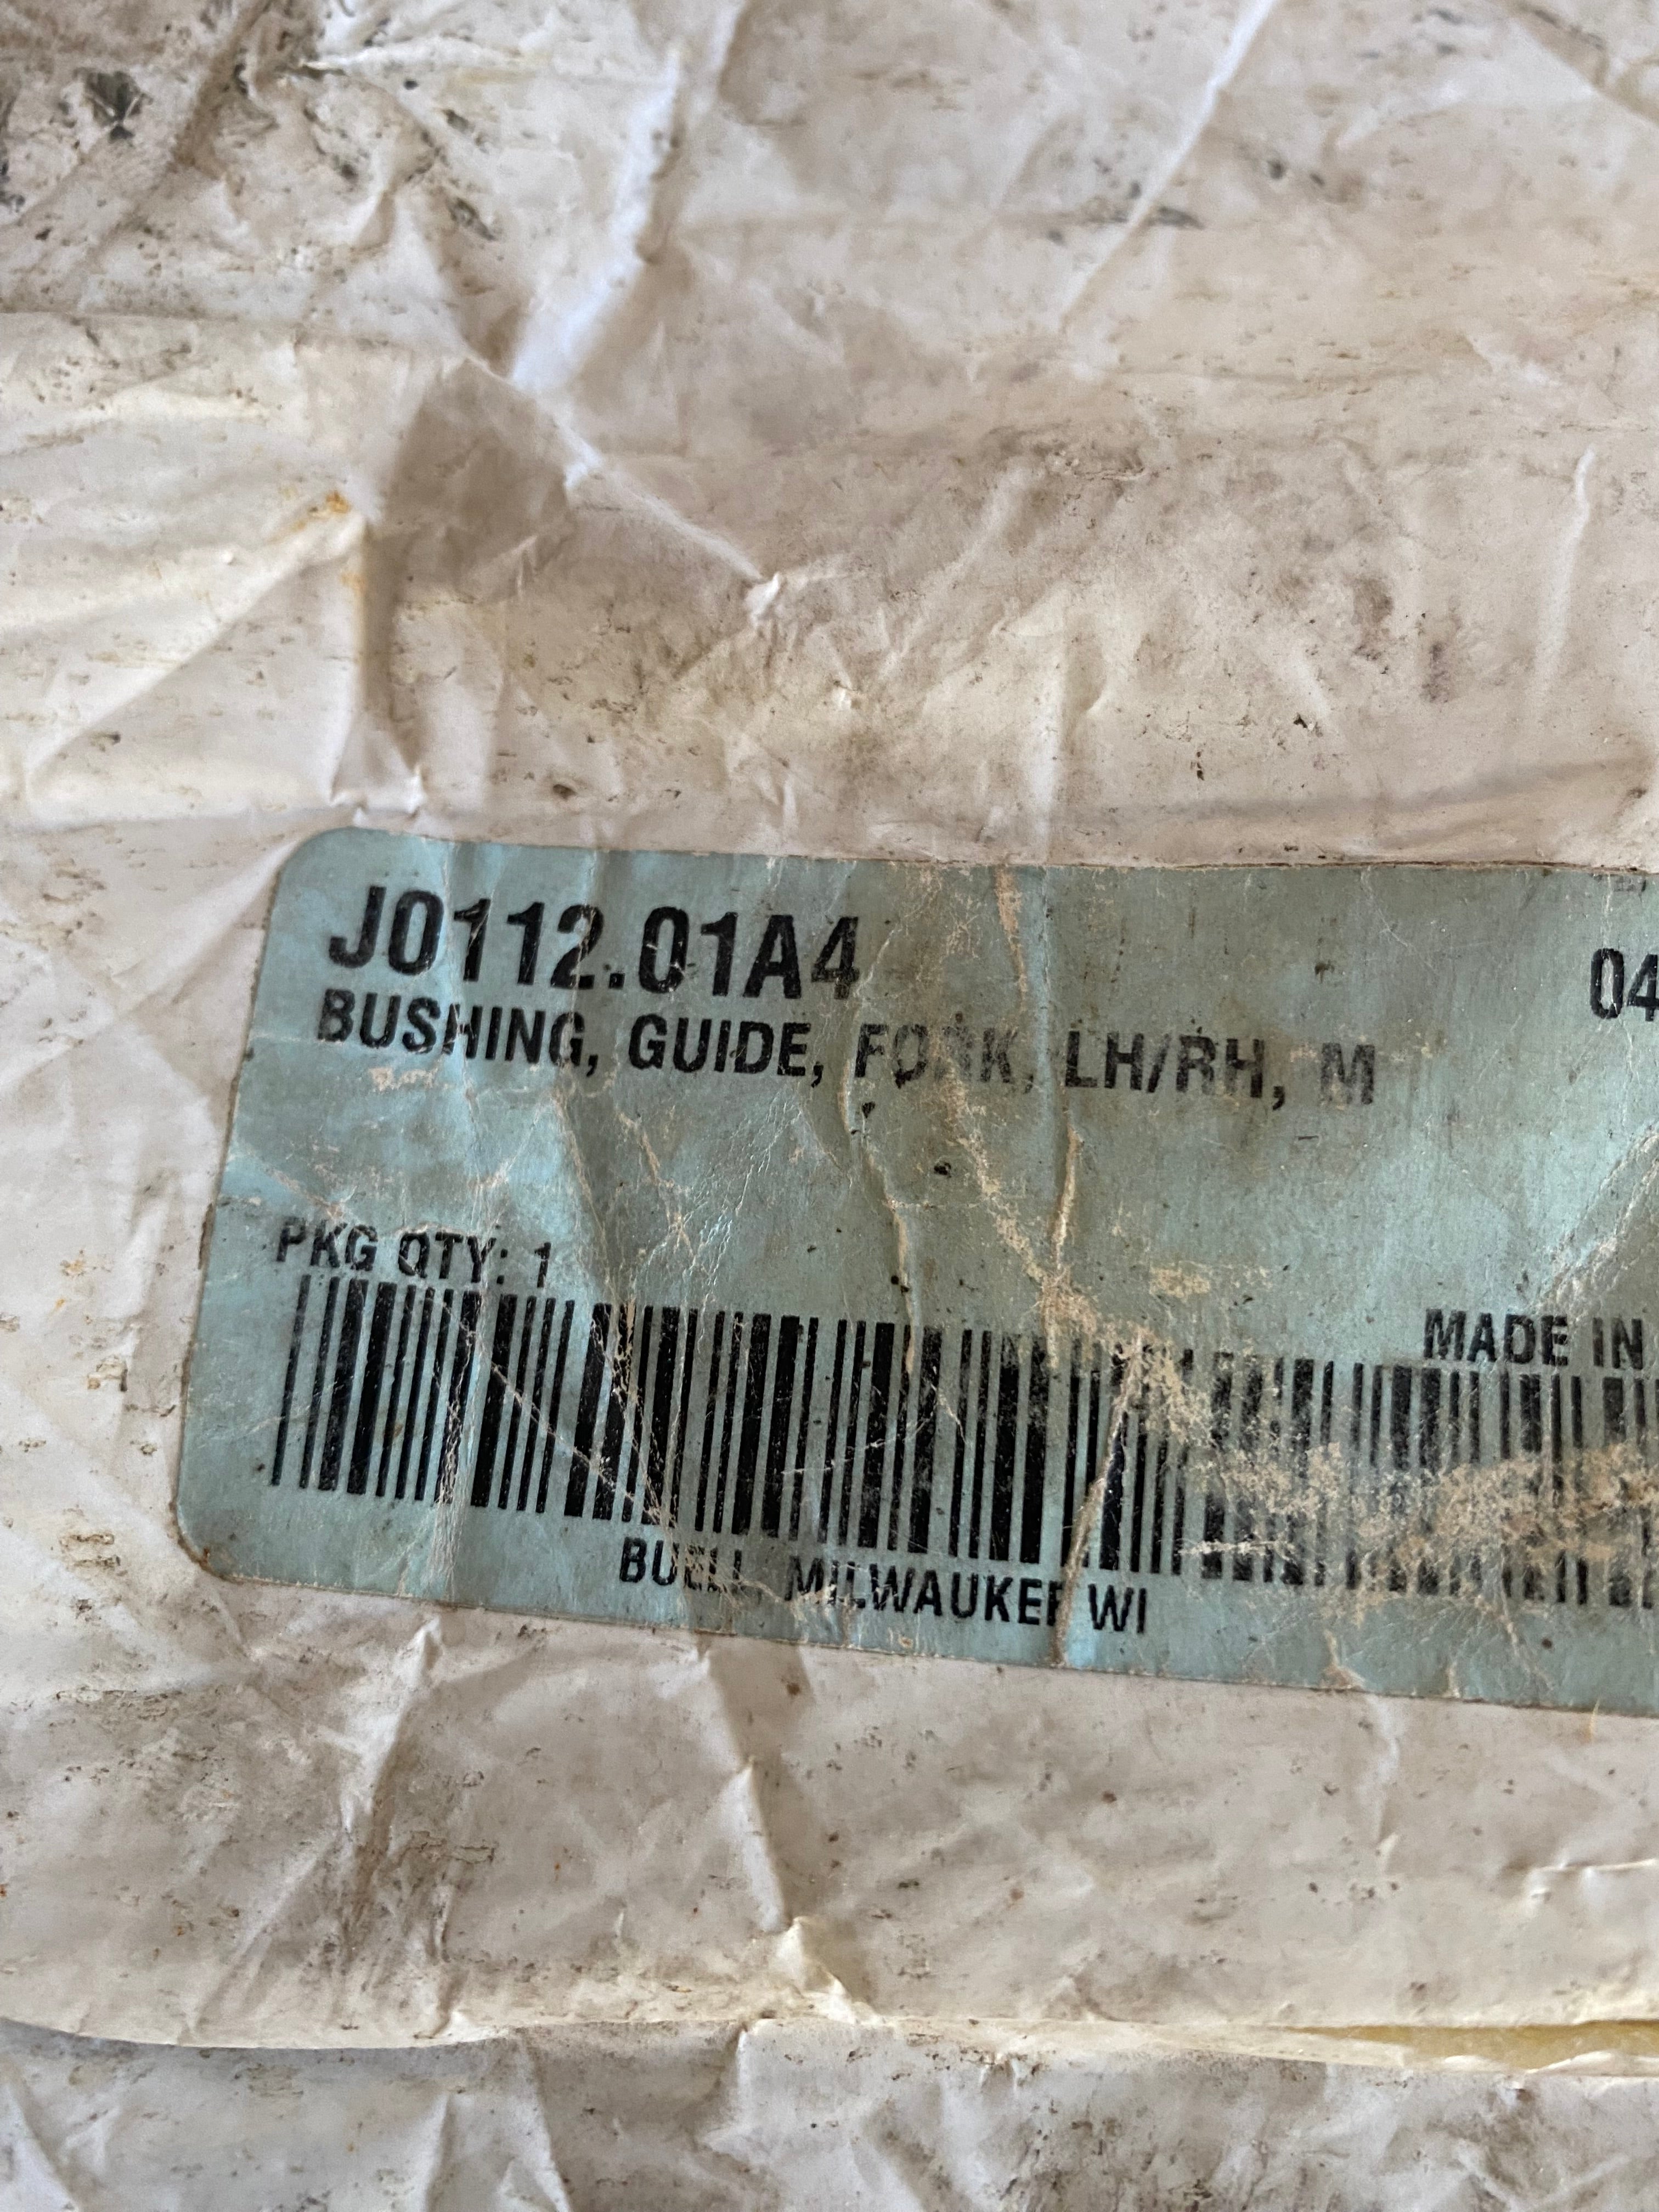 J0112.01A4
04
BUSHING, GUIDE, FORK, LH/RH, M
PKG QTY: 1
MADE IN
BUELL, MILWAUKEE WI